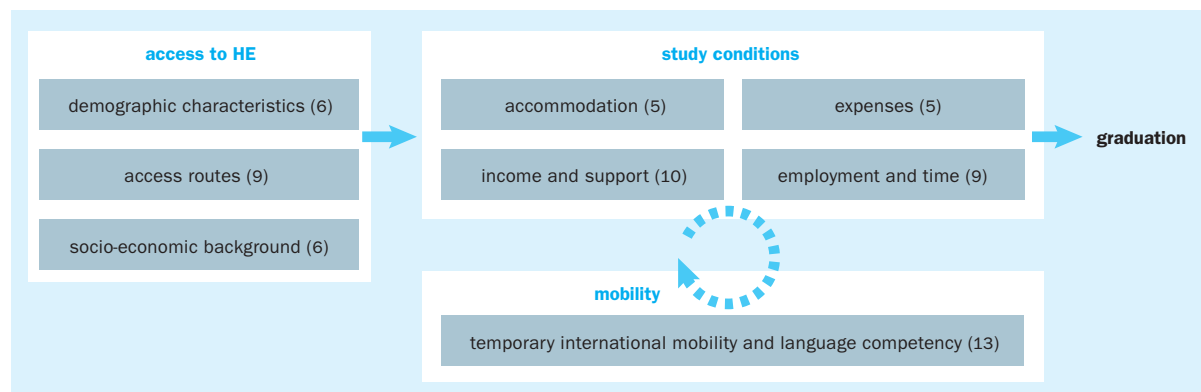 access to HE
demographic characteristics (6)
access routes (9)
socio-economic background (6)
study conditions
accommodation (5)
expenses (5)
income and support (10)
employment and time (9)
graduation
mobility
temporary international mobility and language competency (13)